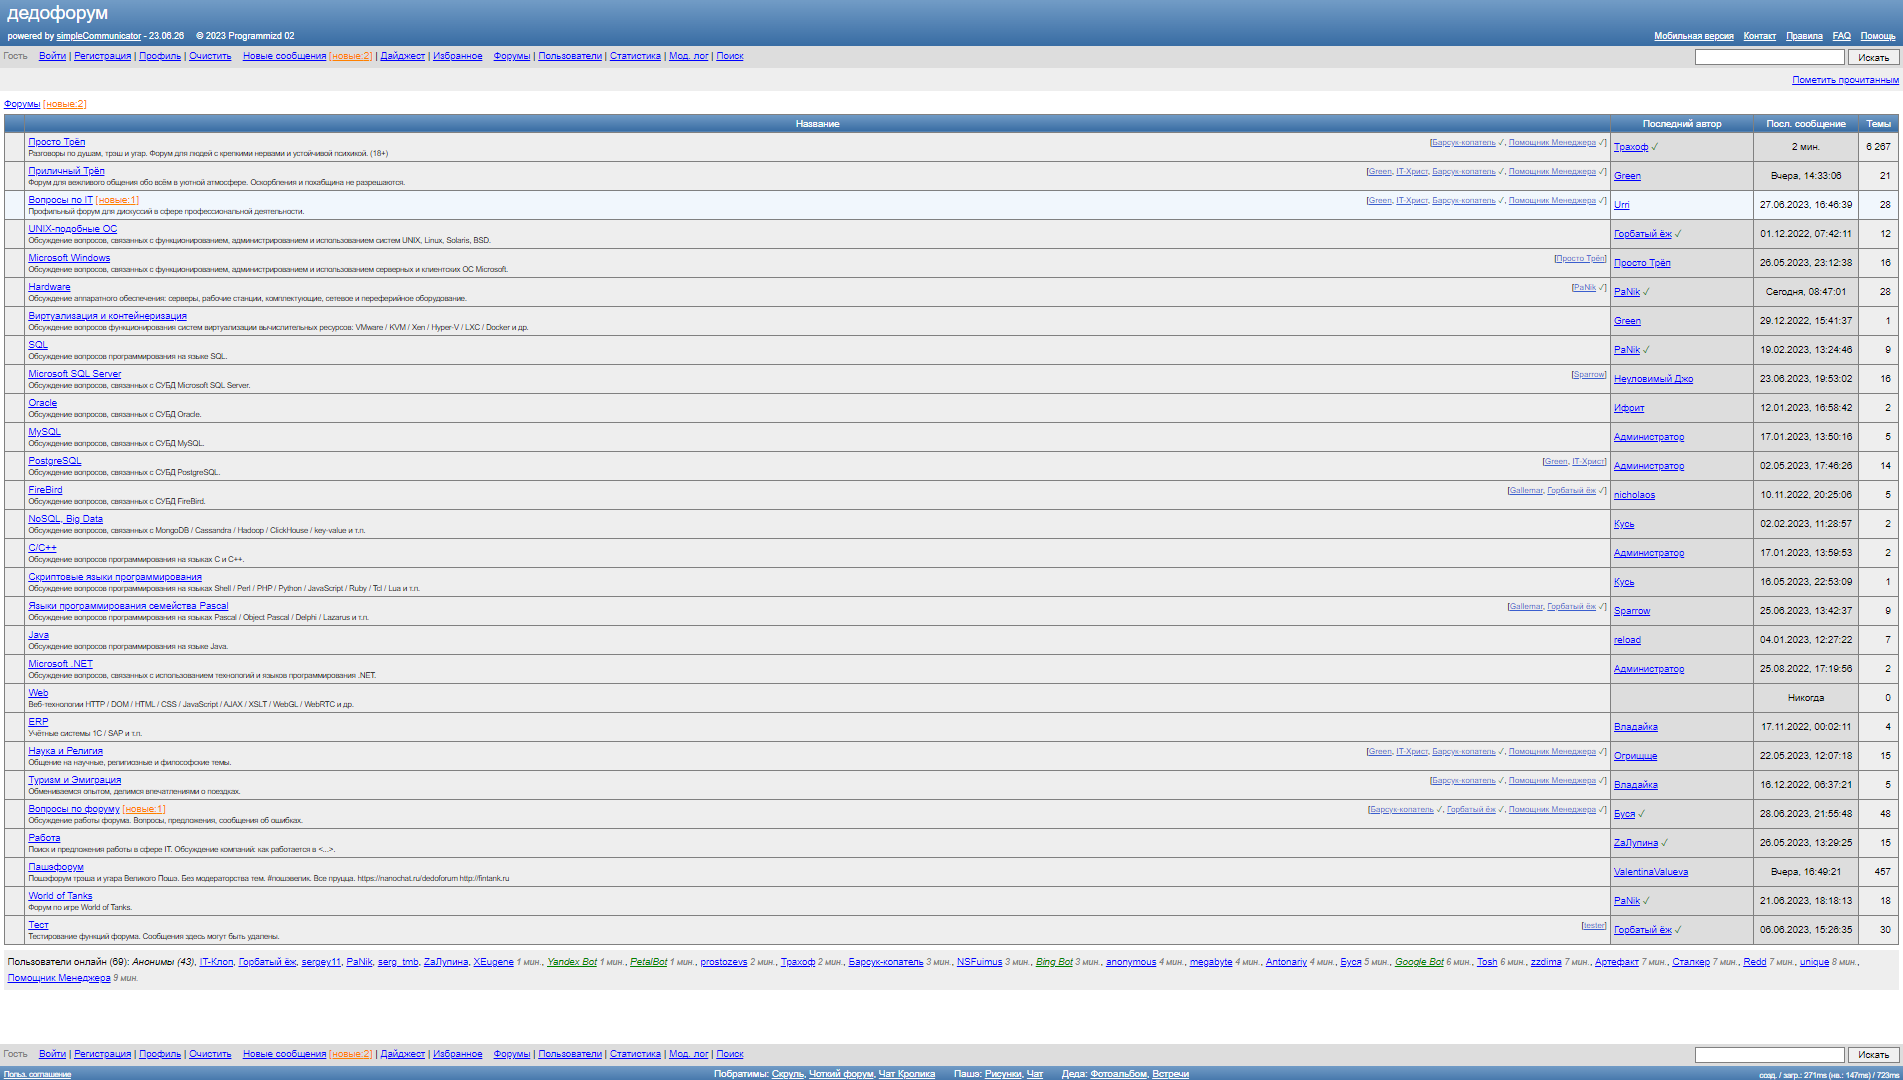 дедофорум
powered by simpleCommunicator - 23.06.26 © 2023 Programmizd 02 Мобильная версия Контакт Правила FAQ Помощь
Гость Войти | Регистрация | Профиль | Очистить Новые сообщения [новые:2] | Дайджест | Избранное Форумы | Пользователи | Статистика | Мод. лог | Поиск Искать
Пометить прочитанным
Форумы [новые:2]
Название Последний автор Посл. сообщение Темы
Просто Трёп [Барсук-копатель ✓, Помощник Менеджера ✓] Трахоф ✓ 2 мин. 6 267
Разговоры по душам, трэш и угар. Форум для людей с крепкими нервами и устойчивой психикой. (18+)
Приличный Трёп [Green, IT-Христ, Барсук-копатель ✓, Помощник Менеджера ✓] Green Вчера, 14:33:06 21
Форум для вежливого общения обо всём в уютной атмосфере. Оскорбления и похабщина не разрешаются.
Вопросы по IT [новые:1] [Green, IT-Христ, Барсук-копатель ✓, Помощник Менеджера ✓] Urri 27.06.2023, 16:46:39 28
Профильный форум для дискуссий в сфере профессиональной деятельности.
UNIX-подобные ОС Горбатый ёж ✓ 01.12.2022, 07:42:11 12
Обсуждение вопросов, связанных с функционированием, администрированием и использованием систем UNIX, Linux, Solaris, BSD.
Microsoft Windows [Просто Трёп] Просто Трёп 26.05.2023, 23:12:38 16
Обсуждение вопросов, связанных с функционированием, администрированием и использованием серверных и клиентских ОС Microsoft.
Hardware [PaNik ✓] PaNik ✓ Сегодня, 08:47:01 28
Обсуждение аппаратного обеспечения: серверы, рабочие станции, комплектующие, сетевое и переферийное оборудование.
Виртуализация и контейнеризация Green 29.12.2022, 15:41:37 1
Обсуждение вопросов функционирования систем виртуализации вычислительных ресурсов: VMware / KVM / Xen / Hyper-V / LXC / Docker и др.
SQL PaNik ✓ 19.02.2023, 13:24:46 9
Обсуждение вопросов программирования на языке SQL.
Microsoft SQL Server [Sparrow] Неуловимый Джо 23.06.2023, 19:53:02 16
Обсуждение вопросов, связанных с СУБД Microsoft SQL Server.
Oracle Ифрит 12.01.2023, 16:58:42 2
Обсуждение вопросов, связанных с СУБД Oracle.
MySQL Администратор 17.01.2023, 13:50:16 5
Обсуждение вопросов, связанных с СУБД MySQL.
PostgreSQL [Green, IT-Христ] Администратор 02.05.2023, 17:46:26 14
Обсуждение вопросов, связанных с СУБД PostgreSQL.
FireBird [Gallemar, Горбатый ёж ✓] nicholaos 10.11.2022, 20:25:06 5
Обсуждение вопросов, связанных с СУБД FireBird.
NoSQL, Big Data Кусь 02.02.2023, 11:28:57 2
Обсуждение вопросов, связанных с MongoDB / Cassandra / Hadoop / ClickHouse / key-value и т.п.
C/C++ Администратор 17.01.2023, 13:59:53 2
Обсуждение вопросов программирования на языках C и C++.
Скриптовые языки программирования Кусь 16.05.2023, 22:53:09 1
Обсуждение вопросов программирования на языках Shell / Perl / PHP / Python / JavaScript / Ruby / Tcl / Lua и т.п.
Языки программирования семейства Pascal [Gallemar, Горбатый ёж ✓] Sparrow 25.06.2023, 13:42:37 9
Обсуждение вопросов программирования на языках Pascal / Object Pascal / Delphi / Lazarus и т.п.
Java reload 04.01.2023, 12:27:22 7
Обсуждение вопросов программирования на языке Java.
Microsoft .NET Администратор 25.08.2022, 17:19:56 2
Обсуждение вопросов, связанных с использованием технологий и языков программирования .NET.
Web Никогда 0
Веб-технологии HTTP / DOM / HTML / CSS / JavaScript / AJAX / XSLT / WebGL / WebRTC и др.
ERP Владайка 17.11.2022, 00:02:11 4
Учётные системы 1С / SAP и т.п.
Наука и Религия [Green, IT-Христ, Барсук-копатель ✓, Помощник Менеджера ✓] Огрищще 22.05.2023, 12:07:18 15
Общение на научные, религиозные и философские темы.
Туризм и Эмиграция [Барсук-копатель ✓, Помощник Менеджера ✓] Владайка 16.12.2022, 06:37:21 5
Обмениваемся опытом, делимся впечатлениями о поездках.
Вопросы по форуму [новые:1] [Барсук-копатель ✓, Горбатый ёж ✓, Помощник Менеджера ✓] Буся ✓ 28.06.2023, 21:55:48 48
Обсуждение работы форума. Вопросы, предложения, сообщения об ошибках.
Работа ZaЛупина ✓ 26.05.2023, 13:29:25 15
Поиск и предложения работы в сфере IT. Обсуждение компаний: как работается в <...>.
Пашэфорум ValentinaValueva Вчера, 16:49:21 457
Пошэфорум трэша и угара Великого Поша. Без модераторства тем. #пошэвелик. Все пруцца. https://nanochat.ru/dedoforum http://fintank.ru
World of Tanks PaNik ✓ 21.06.2023, 18:18:13 18
Форум по игре World of Tanks.
Тест [tester] Горбатый ёж ✓ 06.06.2023, 15:26:35 30
Тестирование функций форума. Сообщения здесь могут быть удалены.
Пользователи онлайн (69): Анонимы (43), IT-Клоп, Горбатый ёж, sergey11, PaNik, serg_tmb, ZaЛупина, XEugene 1 мин., Yandex Bot 1 мин., PetalBot 1 мин., prostozevs 2 мин., Трахоф 2 мин., Барсук-копатель 3 мин., NSFuimus 3 мин., Bing Bot 3 мин., anonymous 4 мин., megabyte 4 мин., Antonariy 4 мин., Буся 5 мин., Google Bot 6 мин., Tosh 6 мин., zzdima 7 мин., Артефакт 7 мин., Сталкер 7 мин., Redd 7 мин., unique 8 мин.,
Помощник Менеджера 9 мин.
Гость Войти | Регистрация | Профиль | Очистить Новые сообщения [новые:2] | Дайджест | Избранное Форумы | Пользователи | Статистика | Мод. лог | Поиск Искать
Польз. соглашение Побратимы: Скруль, Чоткий форум, Чат Кролика Паша: Рисунки, Чат Деда: Фотоальбом, Встречи созд. / загр.: 271ms (нв.: 147ms) / 723ms